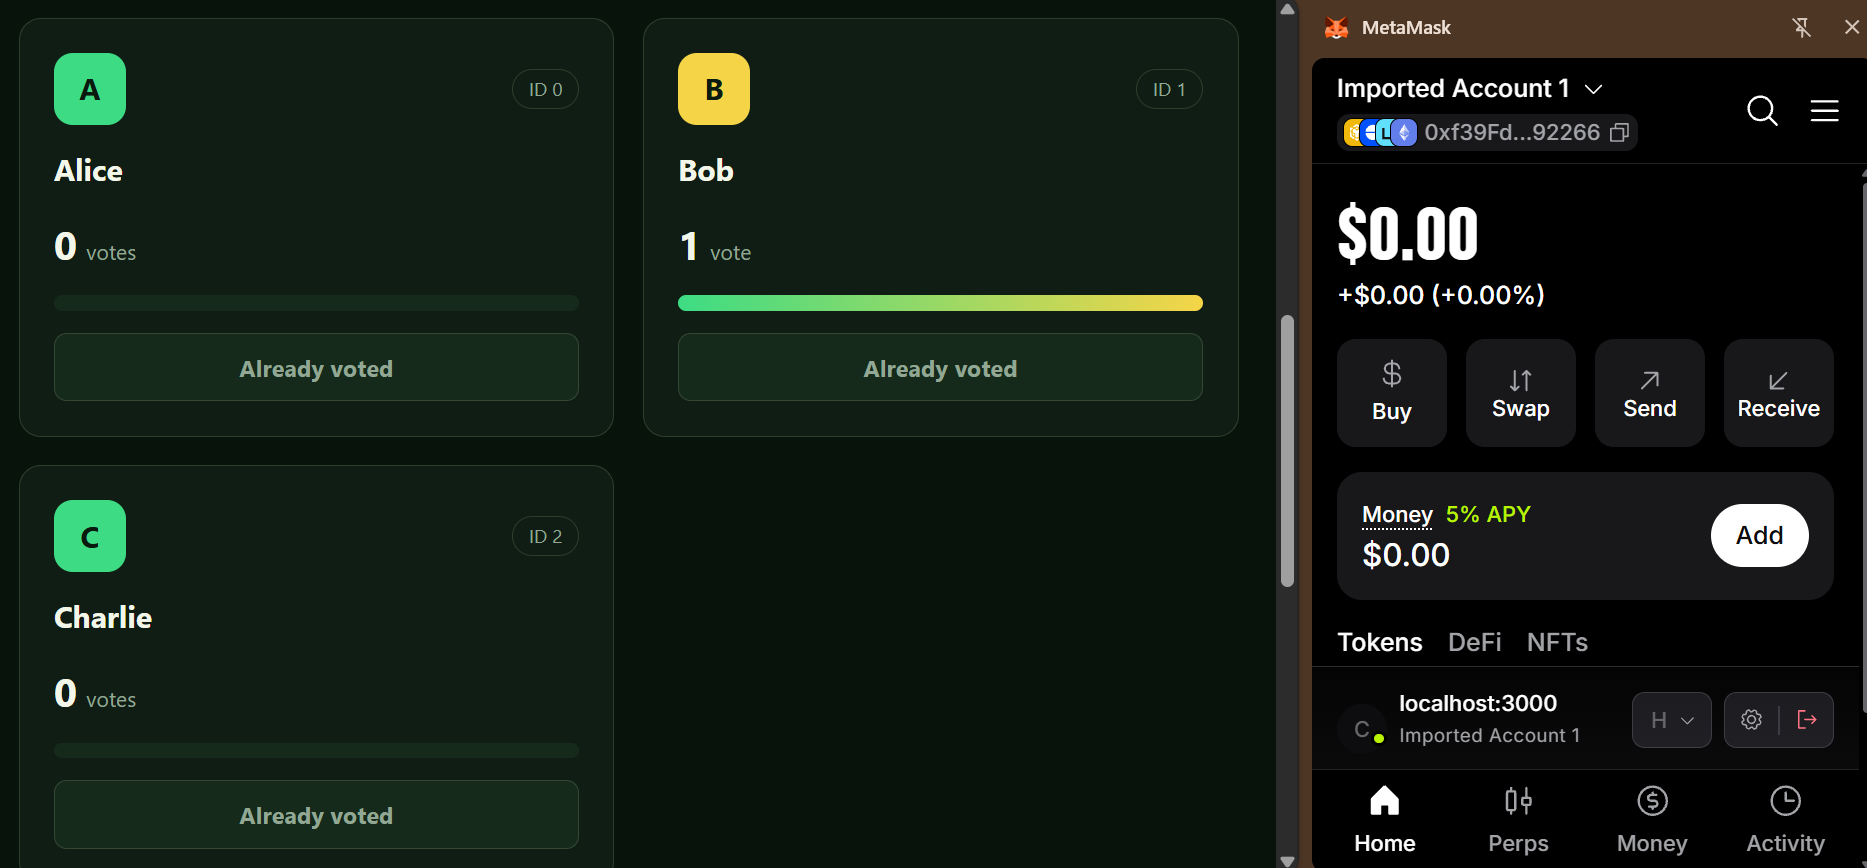 A
ID 0
Alice
0 votes
Already voted
B
ID 1
Bob
1 vote
Already voted
C
ID 2
Charlie
0 votes
Already voted
MetaMask
Imported Account 1
0xf39Fd...92266
$0.00
+$0.00 (+0.00%)
Buy
Swap
Send
Receive
Money 5% APY
$0.00
Add
Tokens DeFi NFTs
C
localhost:3000
Imported Account 1
H
Home
Perps
Money
Activity